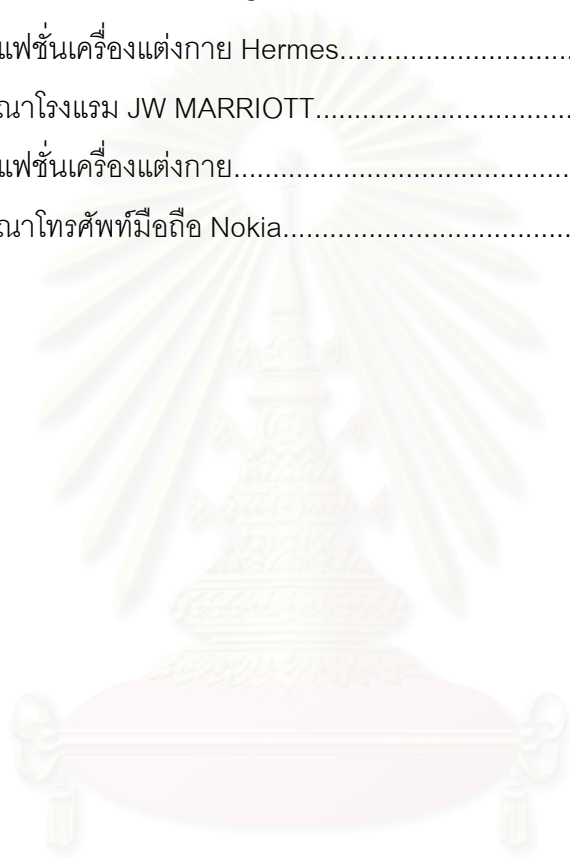 แฟชั่นเครื่องแต่งกาย Hermes..............................
ณาโรงแรม JW MARRIOTT.................................
แฟชั่นเครื่องแต่งกาย...........................................
ณาโทรศัพท์มือถือ Nokia.....................................